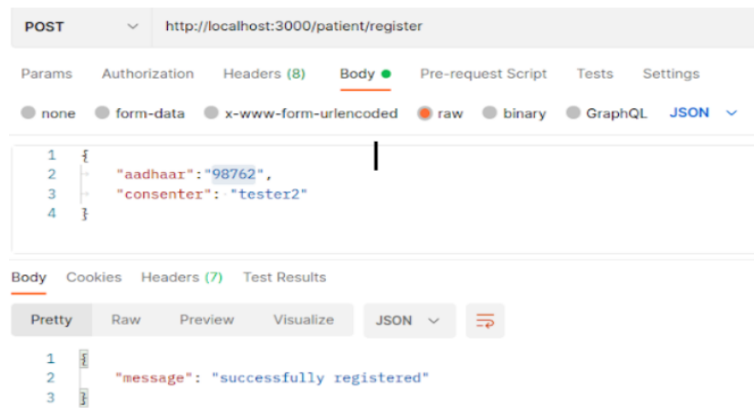 POST http://localhost:3000/patient/register
Params Authorization Headers (8) Body Pre-request Script Tests Settings
none form-data x-www-form-urlencoded raw binary GraphQL JSON
1 {
2 "aadhaar":"98762",
3 "consenter": "tester2"
4 }
Body Cookies Headers (7) Test Results
Pretty Raw Preview Visualize JSON
1 {
2 "message": "successfully registered"
3 }